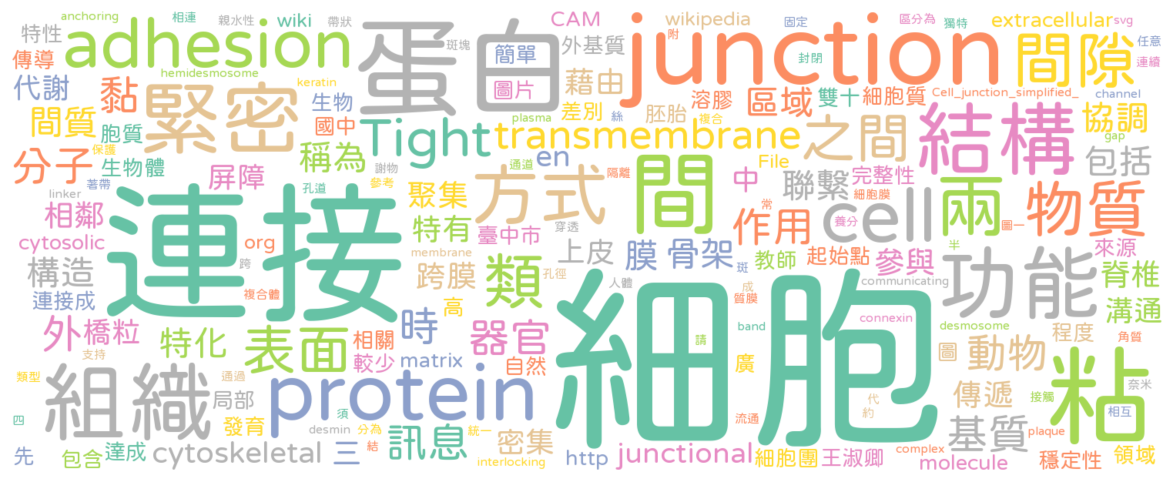 anchoring 相連 親水性 帶狀 CAM wikipedia 固定 區分為 獨特 extracellular svg
特性 adhesion wiki 斑塊 蛋白 外基質 附 junction 封閉 間隙 任意
傳導 hemidesmosome 簡單 連續
代謝 黏 緊密 keratin 生物 圖片 藉由 溶膠 區域 雙十 細胞質 Cell_junction_simplified_ channel
間質 胞質 國中 plasma 絲 差別 胚胎 複合 結構 協調
保護 稱為 Tight transmembrane 之間 gap
分子 生物體 屏障 謝物 通道 en 隔離 File 包括
著帶 孔道 參考 聚集 方式 間 中 完整性 聯繫 cell 兩 物質
linker 相鄰 連接 特有 穿透 常 細胞膜 養分 作用 圖一
cytosolic org 臺中市 上皮 膜 骨架 教師 起始點 參與 半 來源
構造 跨 membrane 跨膜 類 孔徑 人體 斑 communicating 功能 脊椎
連接成 複合體 高 成 質膜 細胞 connexin 溝通
外 橋粒 特化 表面 相關 時 器官 請 band desmosome 程度 角質
支持 較少 matrix 自然 廣 圖 動物 粘 奈米
類型 組織 通過 局部 protein 代 傳遞 接觸
四 發育 desmin 分為 須 統一 訊息 密集 約 流通 基質 plaque 相互
先 包含 達成 cytoskeletal 三 結 interlocking http junctional 細胞團 王淑卿 complex molecule 穩定性 領域